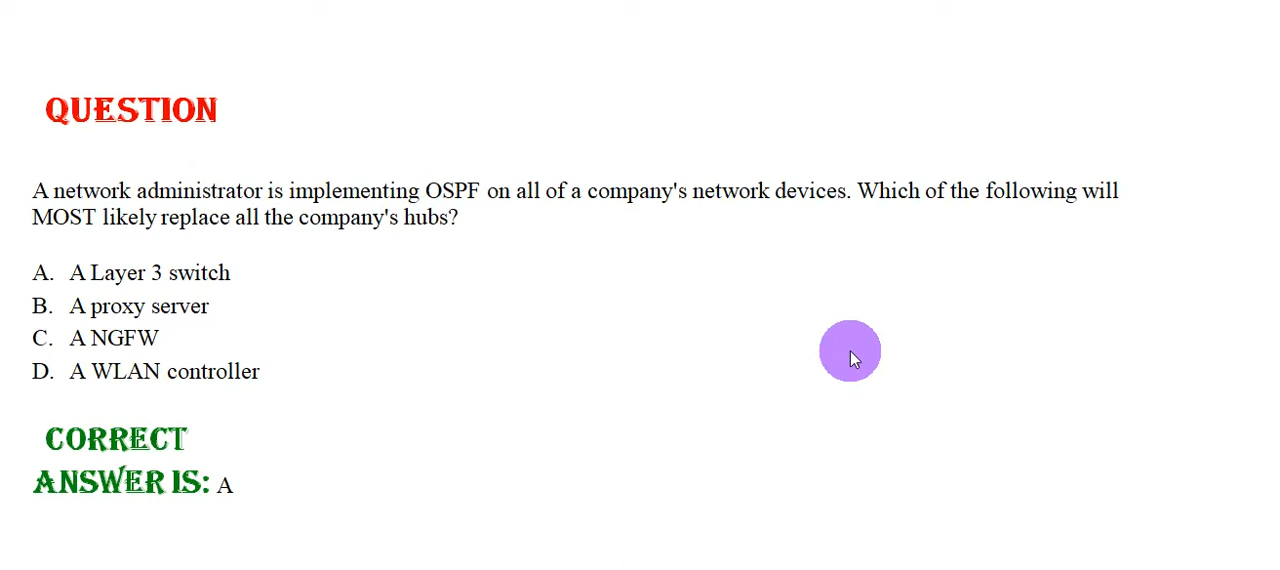 QUESTION
A network administrator is implementing OSPF on all of a company's network devices. Which of the following will
MOST likely replace all the company's hubs?
A. A Layer 3 switch
B. A proxy server
C. A NGFW
D. A WLAN controller
CORRECT
ANSWER IS: A